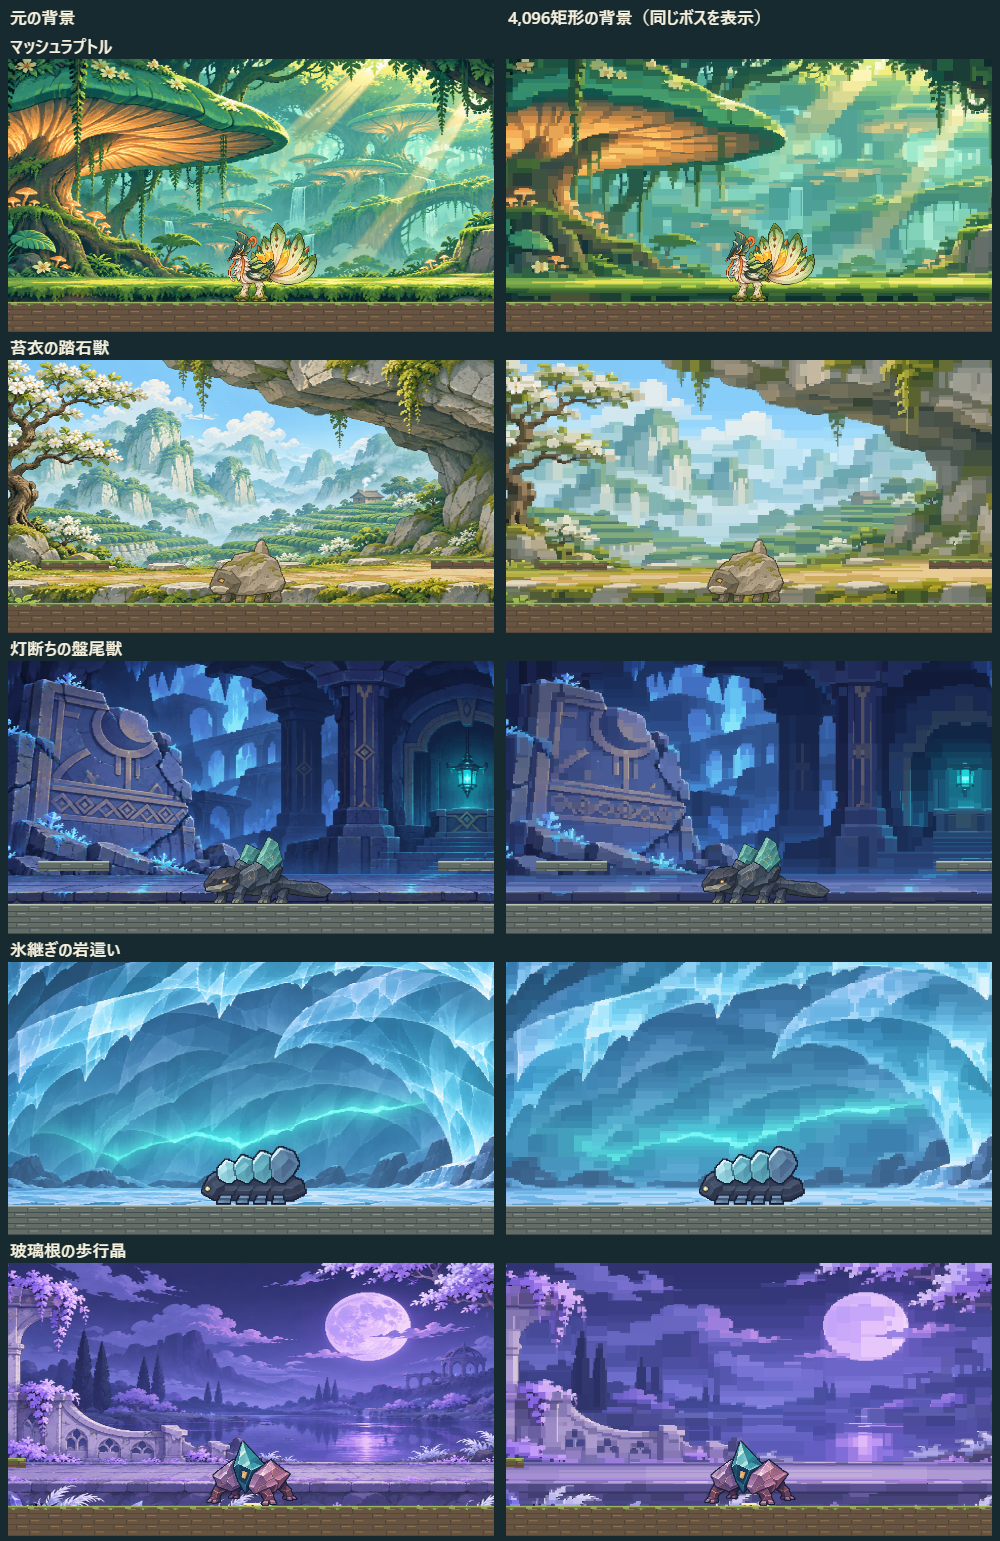 元の背景
4,096矩形の背景（同じボスを表示）
マッシュラプトル
苔衣の踏石獣
灯断ちの盤尾獣
氷継ぎの岩這い
玻璃根の歩行晶